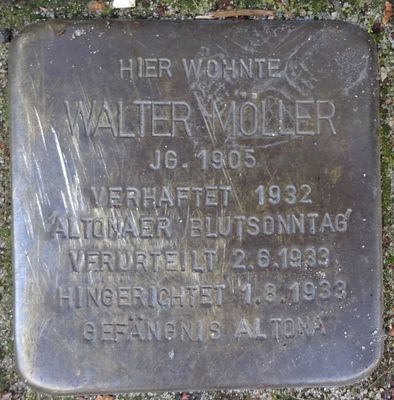 HIER WOHNTE
WALTER MÖLLER
JG. 1905
VERHAFTET 1932
'ALTONAER BLUTSONNTAG'
VERURTEILT 2.6.1933
HINGERICHTET 1.8.1933
GEFÄNGNIS ALTONA